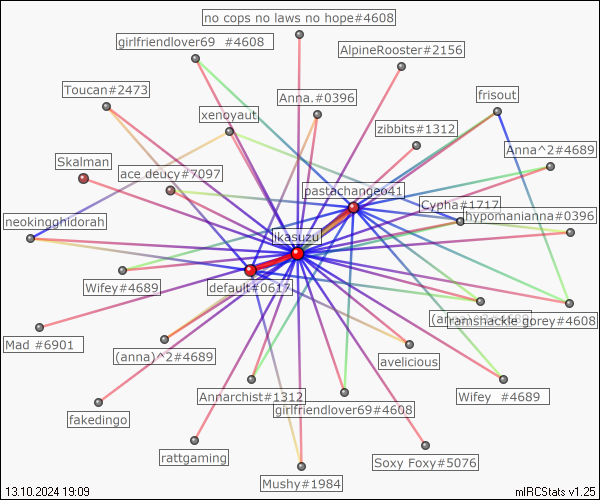 no cops no laws no hope#4608
girlfriendlover69 #4608
AlpineRooster#2156
Toucan#2473
Anna.#0396
frisout
xenoyaut
zibbits#1312
Anna^2#4689
Skalman
ace deucy#7097
pastachangeo41
Cypha#1717
hypomanianna#0396
neokingghidorah
ikasuzu
Wifey#4689
default#0617
ramshackle gorey#4608
Mad #6901
(anna)^2#4689
avelicious
Annarchist#1312
Wifey #4689
girlfriendlover69#4608
fakedingo
rattgaming
Soxy Foxy#5076
Mushy#1984
13.10.2024 19:09
mIRCStats v1.25